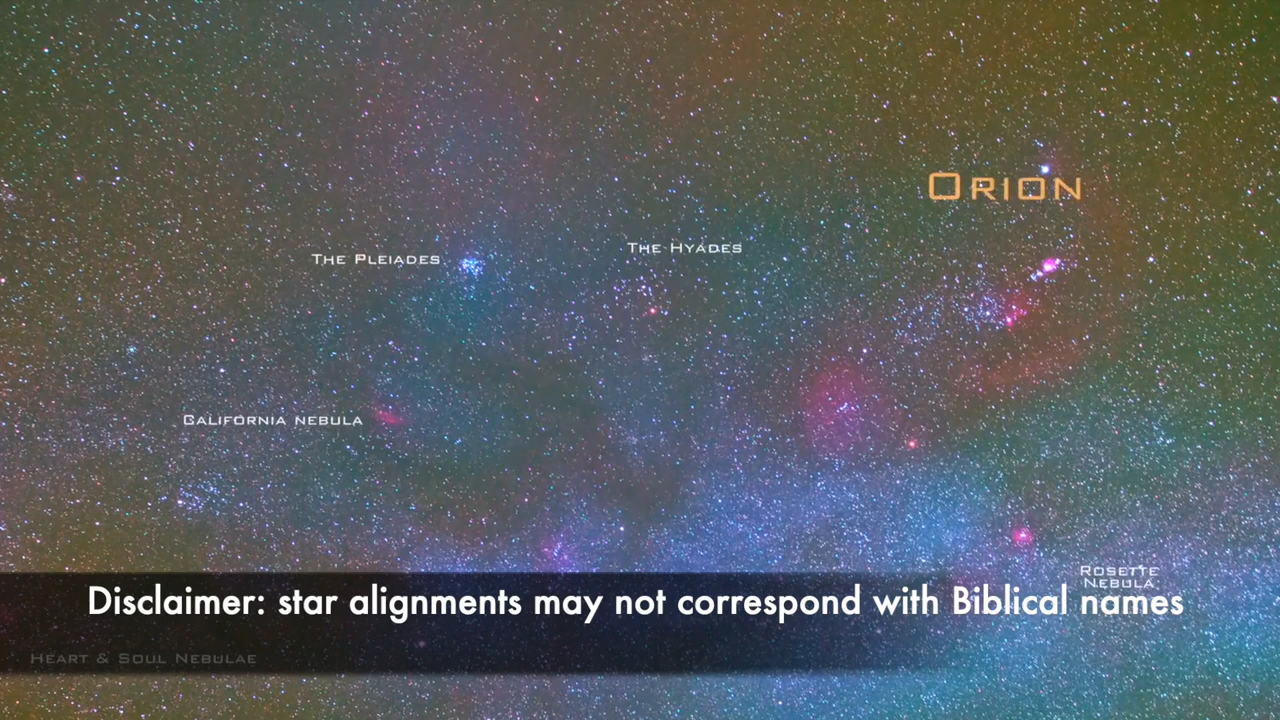 Orion
The Hyades
The Pleiades
California nebula
Rosette
Nebula
Disclaimer: star alignments may not correspond with Biblical names
Heart & Soul Nebulae